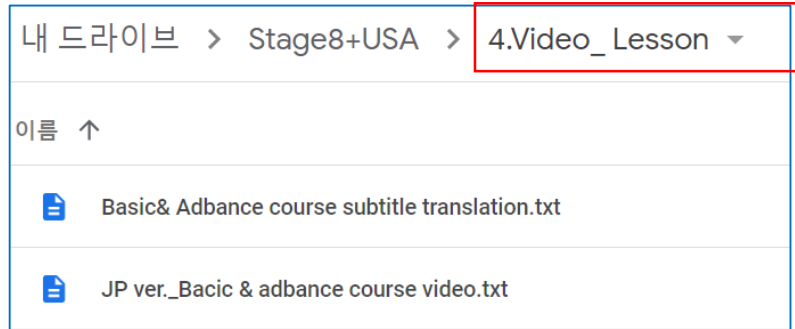 내 드라이브 > Stage8+USA > 4.Video_ Lesson
이름 ↑
Basic& Adbance course subtitle translation.txt
JP ver._Bacic & adbance course video.txt